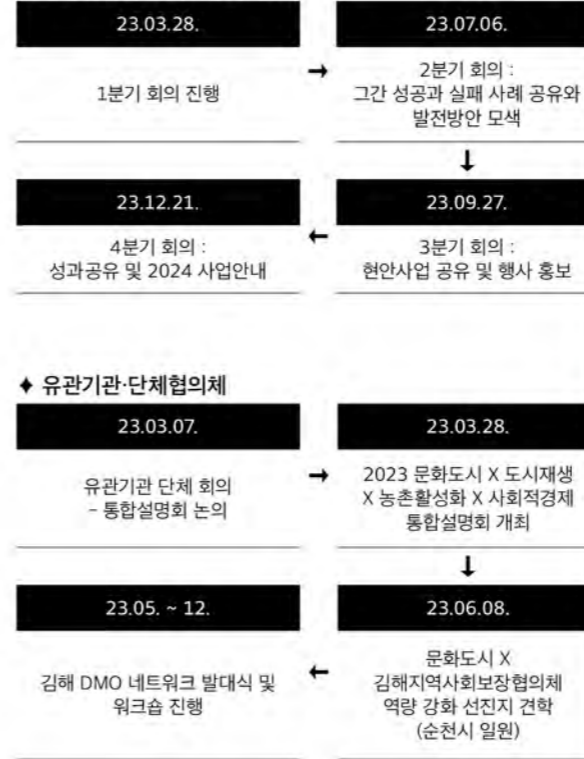 23.03.28.
1분기 회의 진행
→
23.07.06.
2분기 회의 :
그간 성공과 실패 사례 공유와
발전방안 모색
↓
23.09.27.
3분기 회의 :
현안사업 공유 및 행사 홍보
←
23.12.21.
4분기 회의 :
성과공유 및 2024 사업안내
♦ 유관기관·단체협의체
23.03.07.
유관기관 단체 회의
- 통합설명회 논의
→
23.03.28.
2023 문화도시 X 도시재생
X 농촌활성화 X 사회적경제
통합설명회 개최
↓
23.06.08.
문화도시 X
김해지역사회보장협의체
역량 강화 선진지 견학
(순천시 일원)
←
23.05. ~ 12.
김해 DMO 네트워크 발대식 및
워크숍 진행